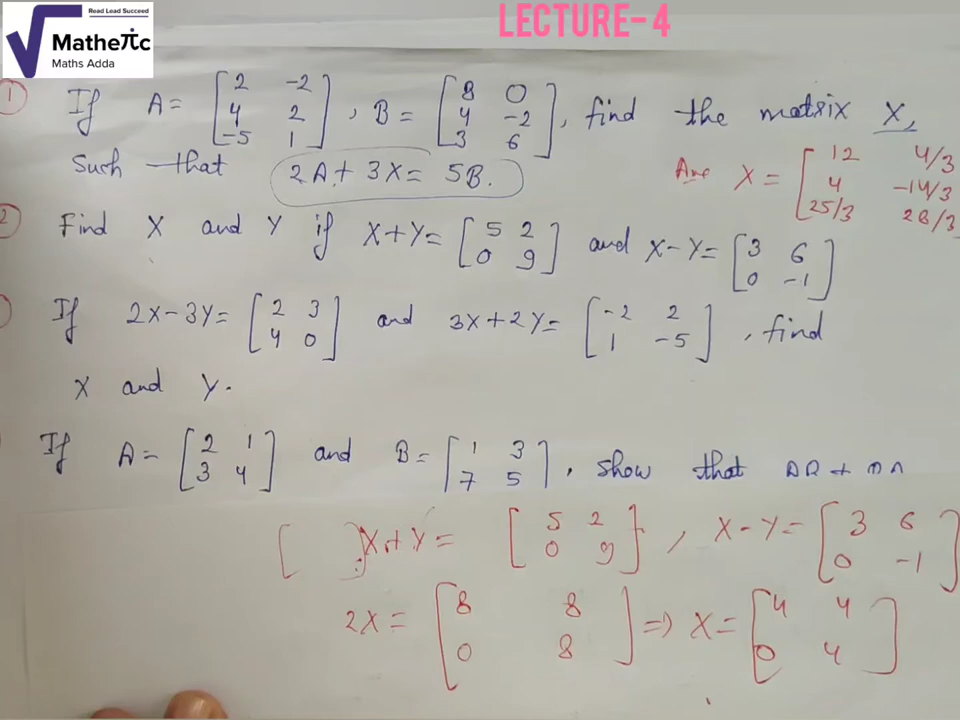 LECTURE-4
Read Lead Succeed
Matheπc
Maths Adda
1 If A= [2 -2; 4 2; -5 1], B= [8 0; 4 -2; 3 6], find the matrix X,
Such that 2A+3X=5B.
Ans X= [12 4/3; 4 -14/3; 25/3 28/3
2 Find X and Y if X+Y= [5 2; 0 9] and X-Y= [3 6; 0 -1]
If 2X-3Y= [2 3; 4 0] and 3X+2Y= [-2 2; 1 -5], find
X and Y.
If A= [2 1; 3 4] and B= [1 3; 7 5], show that
[ ]X+Y= [5 2; 0 9], X-Y= [3 6; 0 -1]
2X= [8 8; 0 8] => X= [4 4; 0 4]